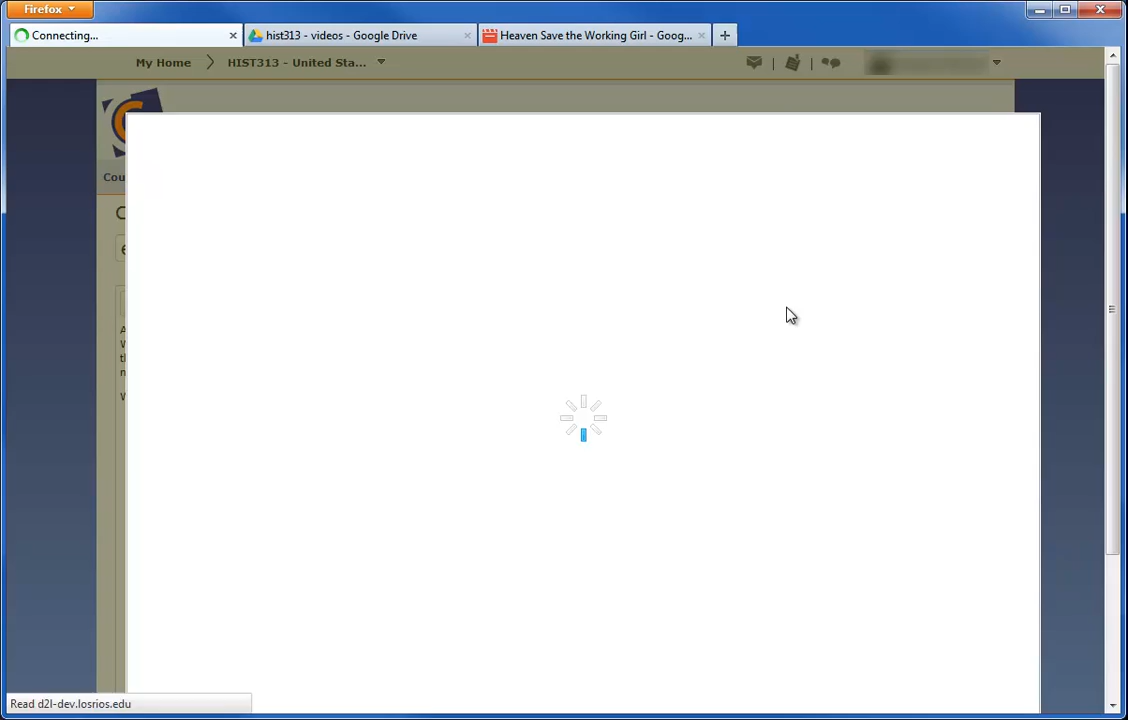 Firefox
Connecting...
hist313 - videos - Google Drive
Heaven Save the Working Girl - Goog...
My Home
HIST313 - United Sta...
Cou
Read d2l-dev.losrios.edu